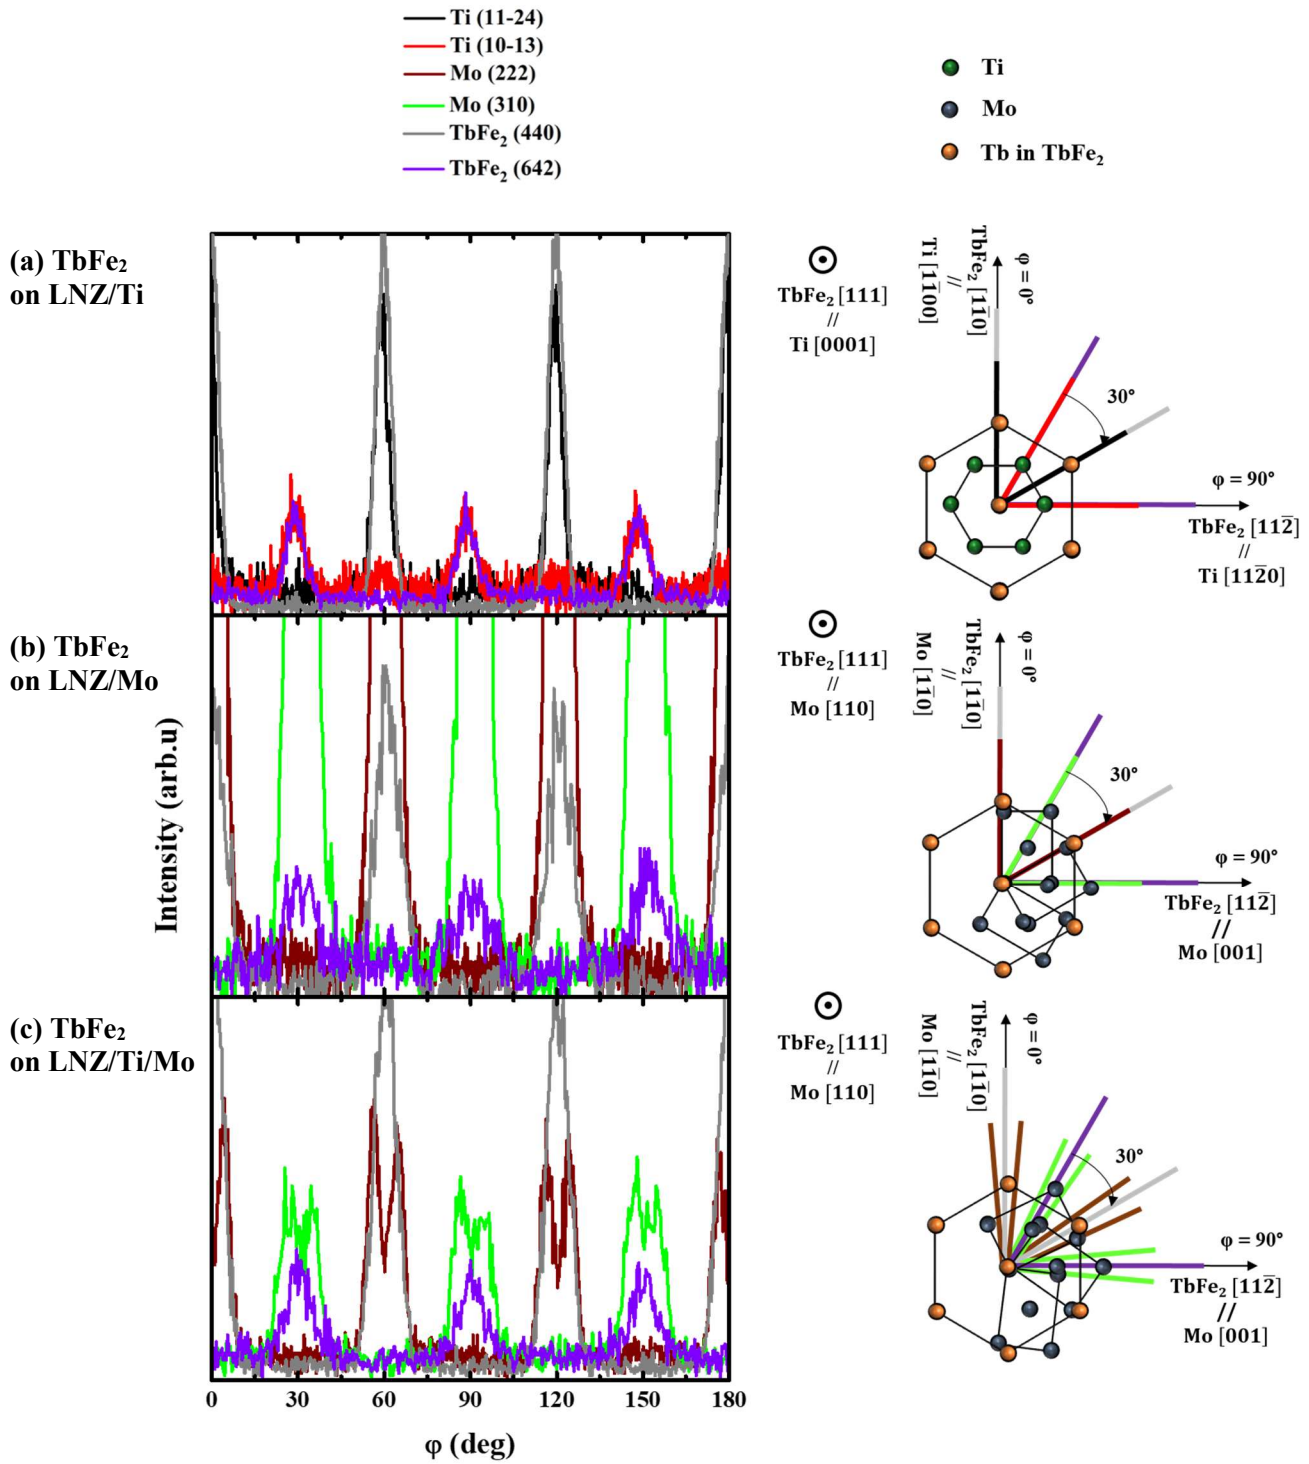 Ti (11-24)
Ti (10-13)
Mo (222)
Mo (310)
TbFe₂ (440)
TbFe₂ (642)
Ti
Mo
Tb in TbFe₂
(a) TbFe₂
on LNZ/Ti
TbFe₂ [111]
//
Ti [0001]
TbFe₂ [11̅0]
//
Ti [11̅00]
φ = 0°
30°
φ = 90°
TbFe₂ [112̅]
//
Ti [112̅0]
(b) TbFe₂
on LNZ/Mo
TbFe₂ [111]
//
Mo [110]
TbFe₂ [11̅0]
//
Mo [11̅0]
φ = 0°
30°
φ = 90°
TbFe₂ [112̅]
//
Mo [001]
(c) TbFe₂
on LNZ/Ti/Mo
TbFe₂ [111]
//
Mo [110]
TbFe₂ [11̅0]
//
Mo [11̅0]
φ = 0°
30°
φ = 90°
TbFe₂ [112̅]
//
Mo [001]
Intensity (arb.u)
0 30 60 90 120 150 180
φ (deg)